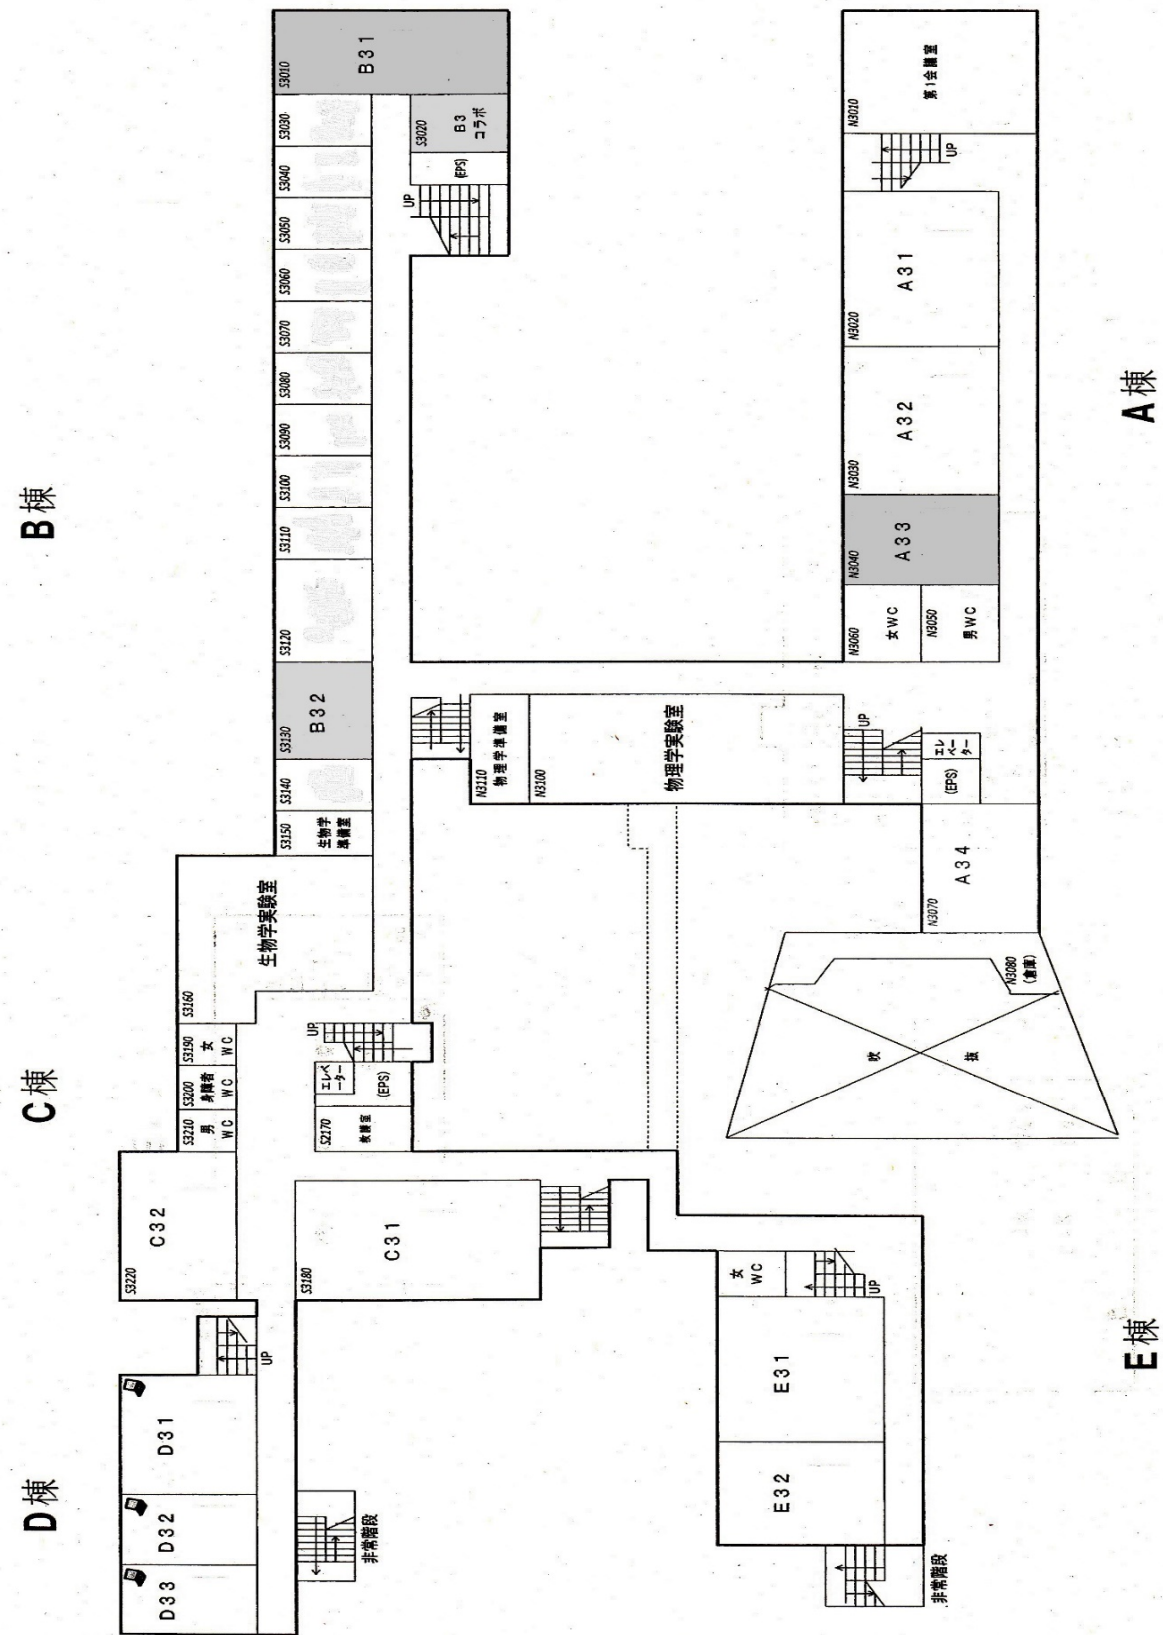 B棟
S3010
B31
S3020
B3
コラボ
(EPS)
UP
S3030
S3040
S3050
S3060
S3070
S3080
S3090
S3100
S3110
S3120
S3130
B32
S3140
S3150
生物学
準備室
C棟
S3160
生物学実験室
S3190
女
WC
S3200
身障者
WC
S3210
男
WC
UP
エレベ
ーター
(EPS)
S2170
救護室
S3220
C32
S3180
C31
D棟
UP
D31
D32
D33
非常階段
A棟
N3010
第1会議室
UP
N3020
A31
N3030
A32
N3040
A33
N3060
女WC
N3050
男WC
N3110
物理学準備室
N3100
物理学実験室
UP
エレ
ベーター
(EPS)
N3070
A34
N3080
(倉庫)
吹
抜
E棟
女
WC
UP
E31
E32
非常階段